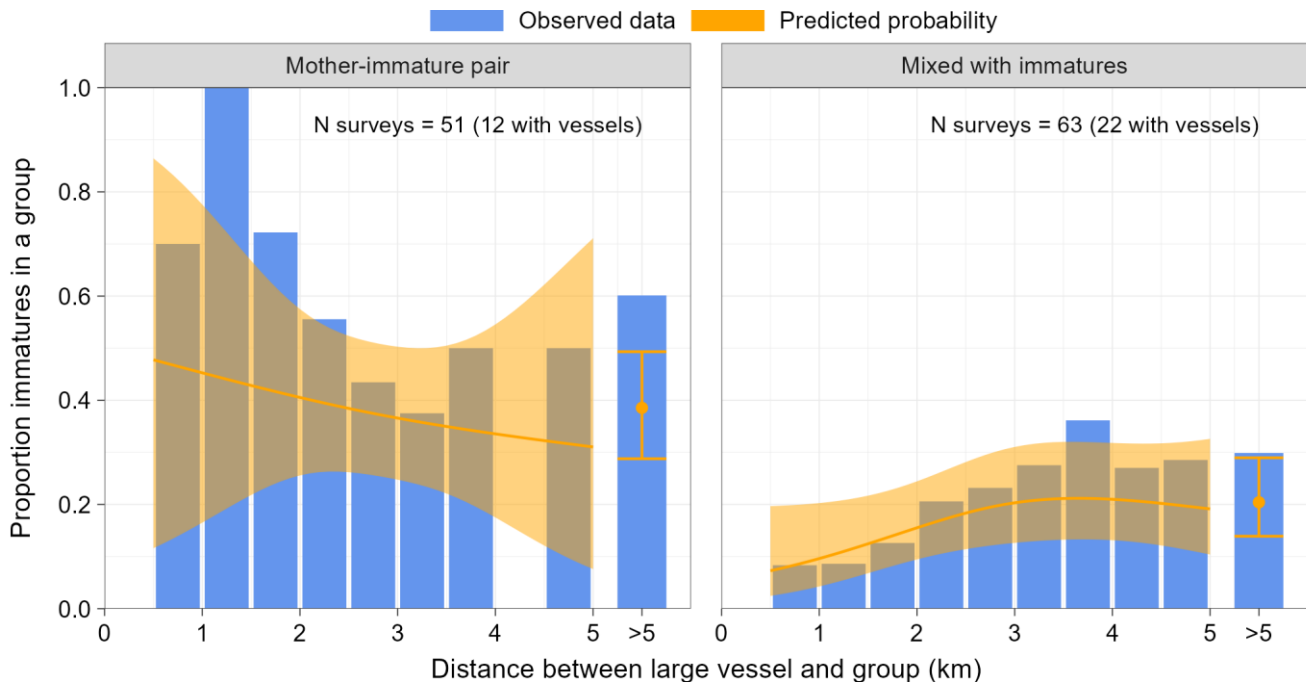 Observed data Predicted probability
Mother-immature pair
Mixed with immatures
N surveys = 51 (12 with vessels)
N surveys = 63 (22 with vessels)
Proportion immatures in a group
1.0
0.8
0.6
0.4
0.2
0.0
0 1 2 3 4 5 >5
0 1 2 3 4 5 >5
Distance between large vessel and group (km)